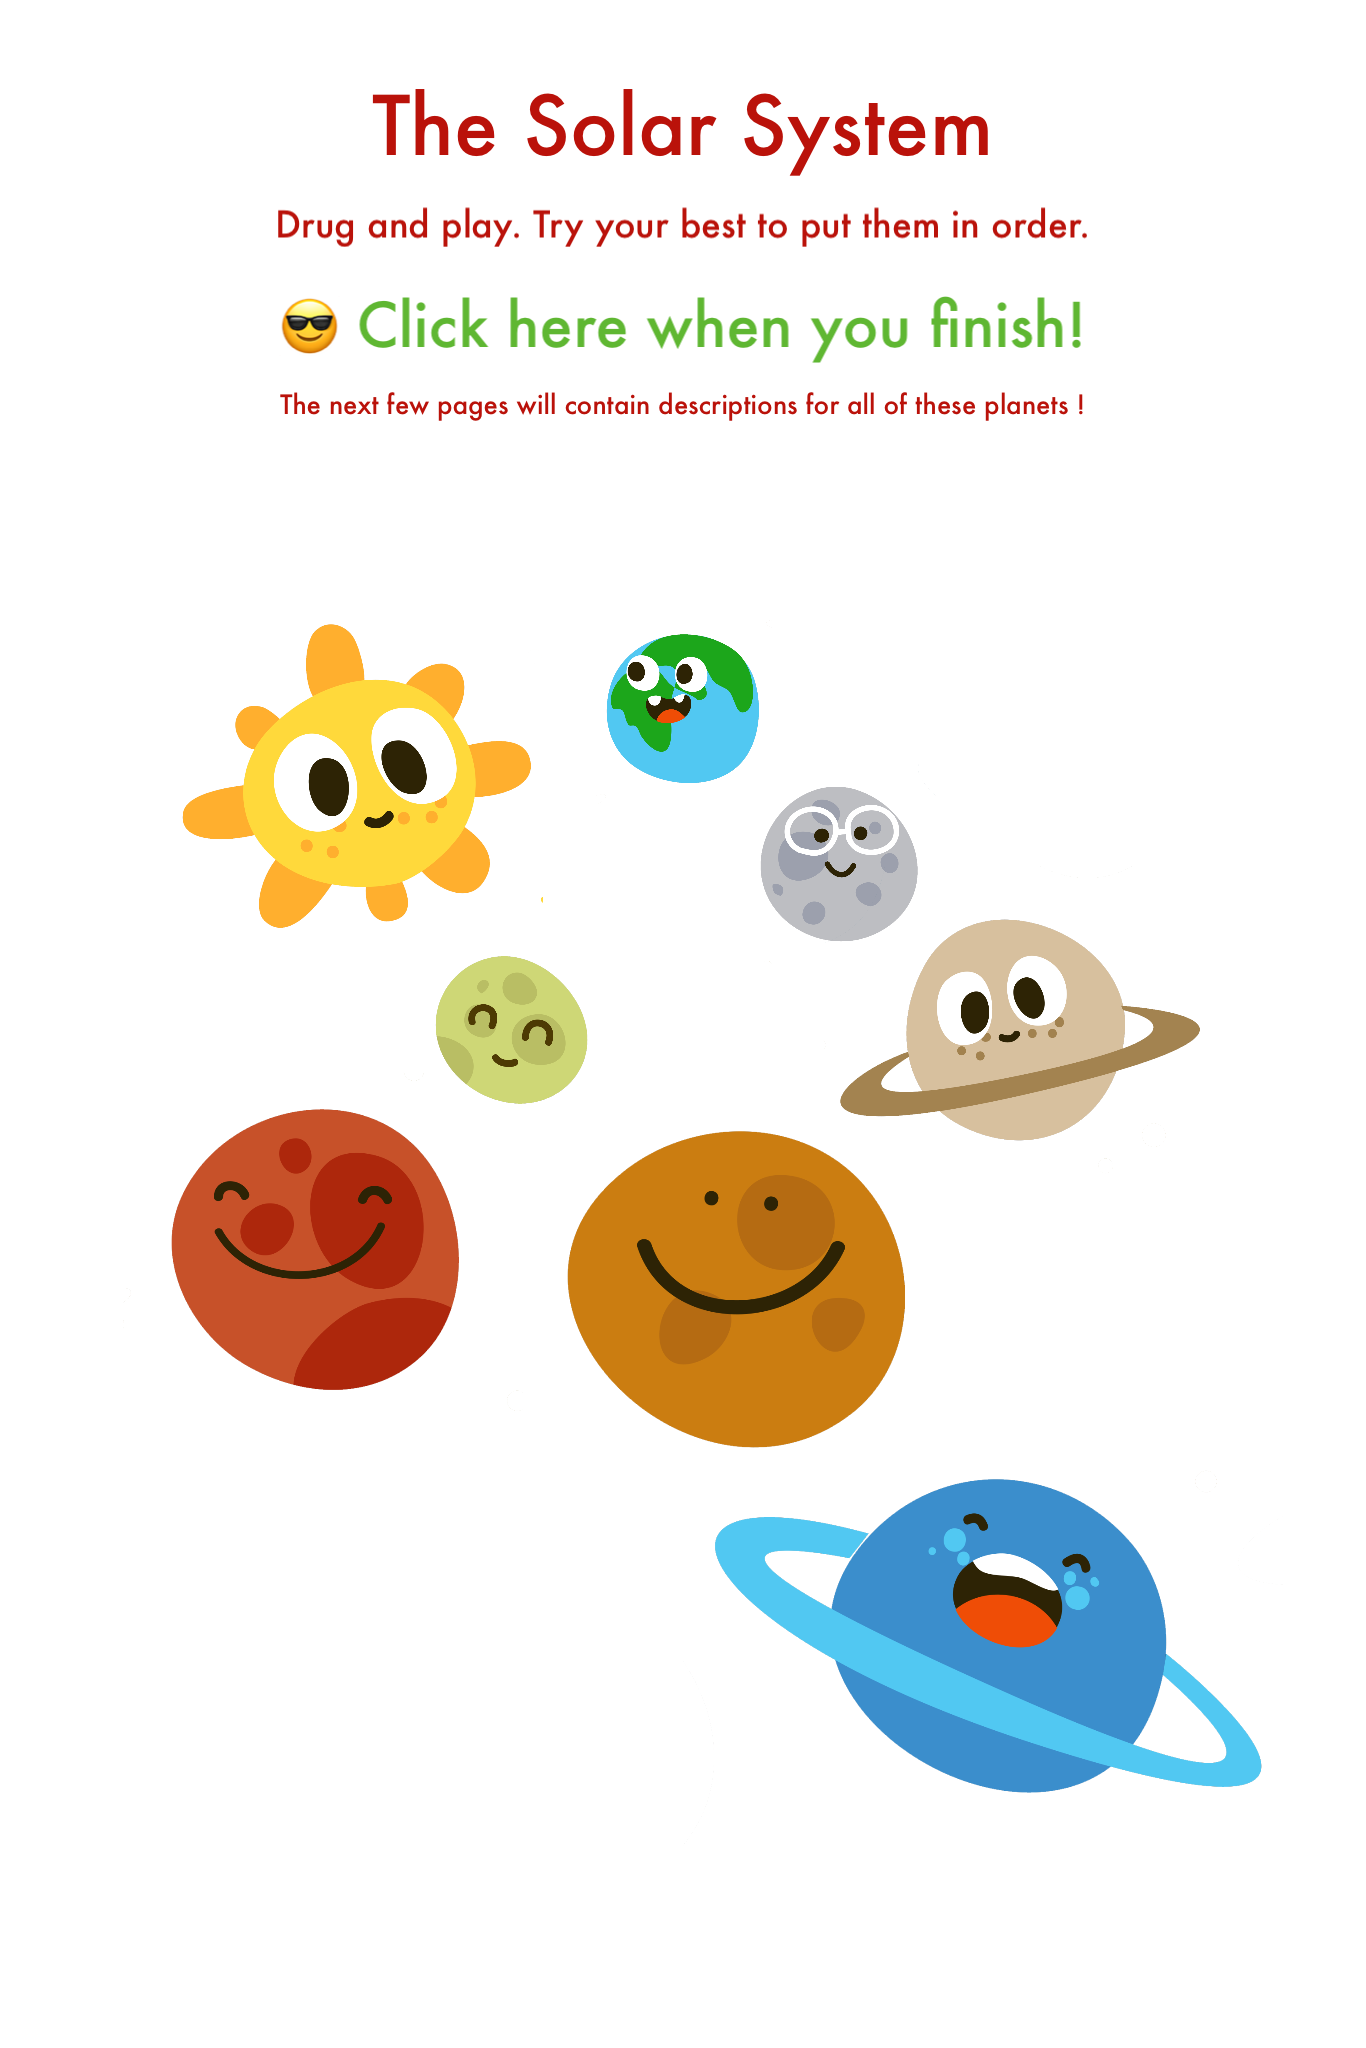 The Solar System
Drug and play. Try your best to put them in order.
😎 Click here when you finish!
The next few pages will contain descriptions for all of these planets !